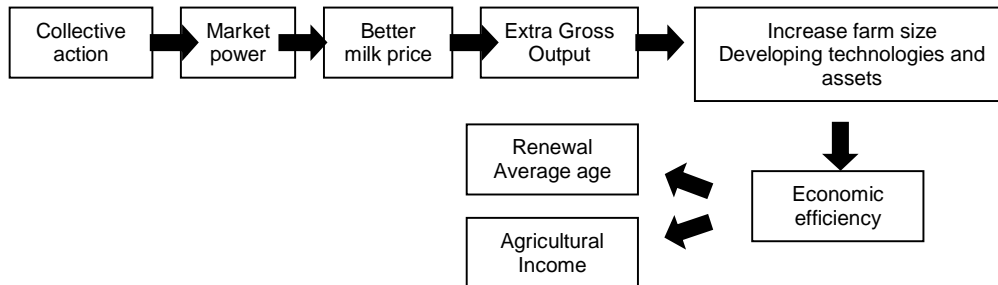 Collective
action
Market
power
Better
milk price
Extra Gross
Output
Increase farm size
Developing technologies and
assets
Renewal
Average age
Economic
efficiency
Agricultural
Income